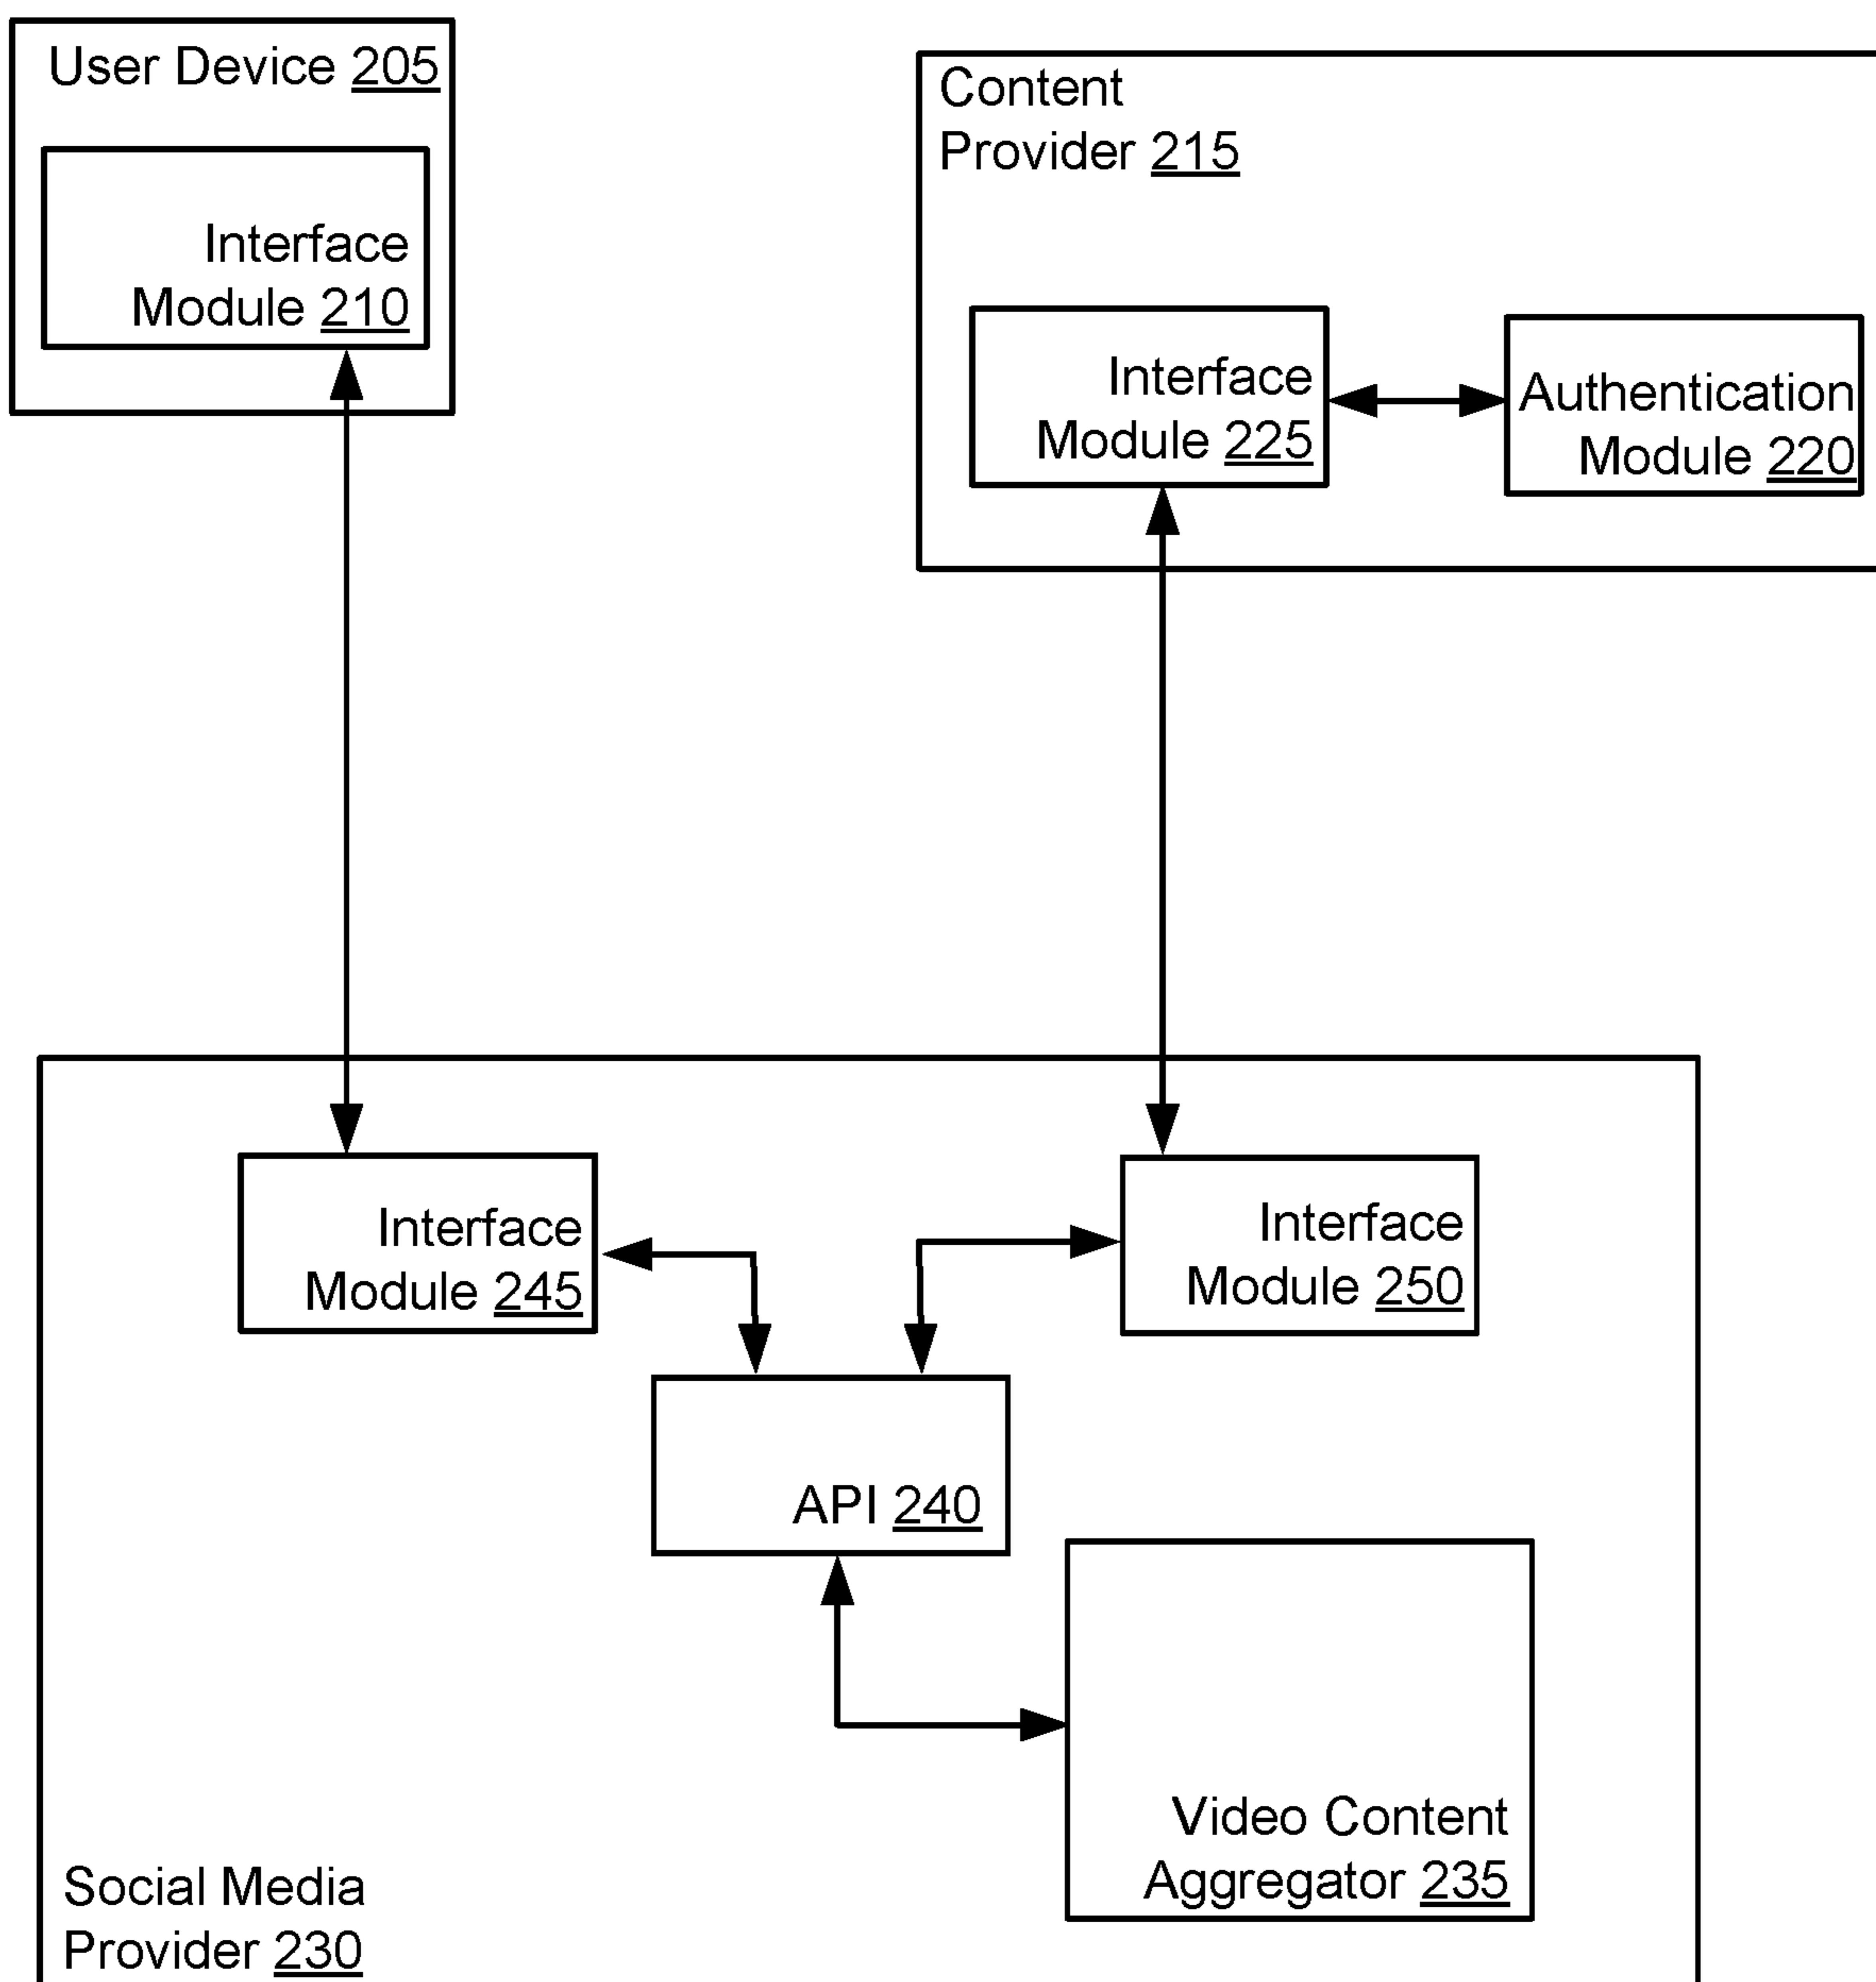 User Device 205
Interface
Module 210
Content
Provider 215
Interface
Module 225
Authentication
Module 220
Interface
Module 245
Interface
Module 250
API 240
Video Content
Aggregator 235
Social Media
Provider 230